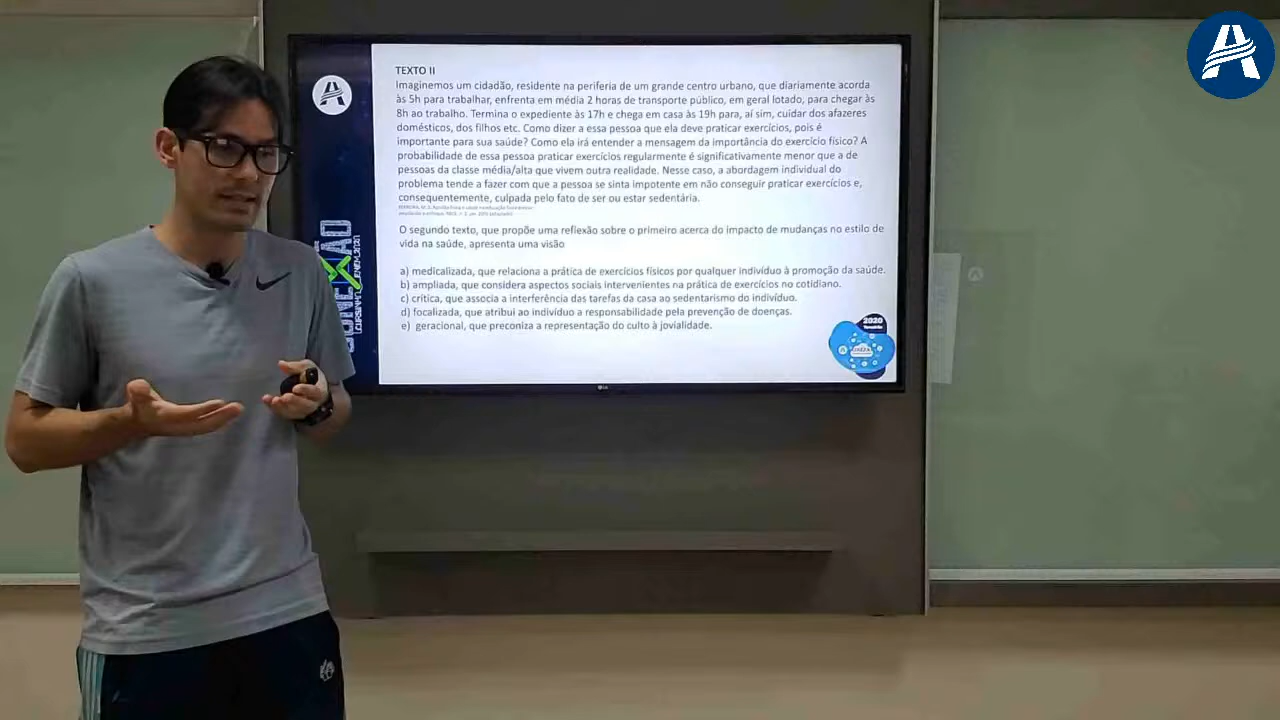 TEXTO II
Imaginemos um cidadão, residente na periferia de um grande centro urbano, que diariamente acorda
às 5h para trabalhar, enfrenta em média 2 horas de transporte público, em geral lotado, para chegar às
8h ao trabalho. Termina o expediente às 17h e chega em casa às 19h para, aí sim, cuidar dos afazeres
domésticos, dos filhos etc. Como dizer a essa pessoa que ela deve praticar exercícios, pois é
importante para sua saúde? Como ela irá entender a mensagem da importância do exercício físico? A
probabilidade de essa pessoa praticar exercícios regularmente é significativamente menor que a de
pessoas da classe média/alta que vivem outra realidade. Nesse caso, a abordagem individual do
problema tende a fazer com que a pessoa se sinta impotente em não conseguir praticar exercícios e,
consequentemente, culpada pelo fato de ser ou estar sedentária.
O segundo texto, que propõe uma reflexão sobre o primeiro acerca do impacto de mudanças no estilo de
vida na saúde, apresenta uma visão
a) medicalizada, que relaciona a prática de exercícios físicos por qualquer indivíduo à promoção da saúde.
b) ampliada, que considera aspectos sociais intervenientes na prática de exercícios no cotidiano.
c) crítica, que associa a interferência das tarefas da casa ao sedentarismo do indivíduo.
d) focalizada, que atribui ao indivíduo a responsabilidade pela prevenção de doenças.
e) geracional, que preconiza a representação do culto à jovialidade.
2020
LG